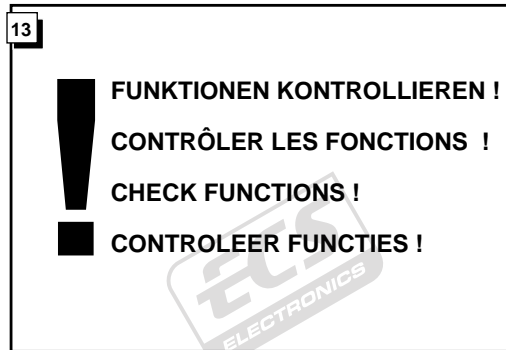 13
! FUNKTIONEN KONTROLLIEREN !
CONTRÔLER LES FONCTIONS !
CHECK FUNCTIONS !
CONTROLEER FUNCTIES !
ECS
ELECTRONICS